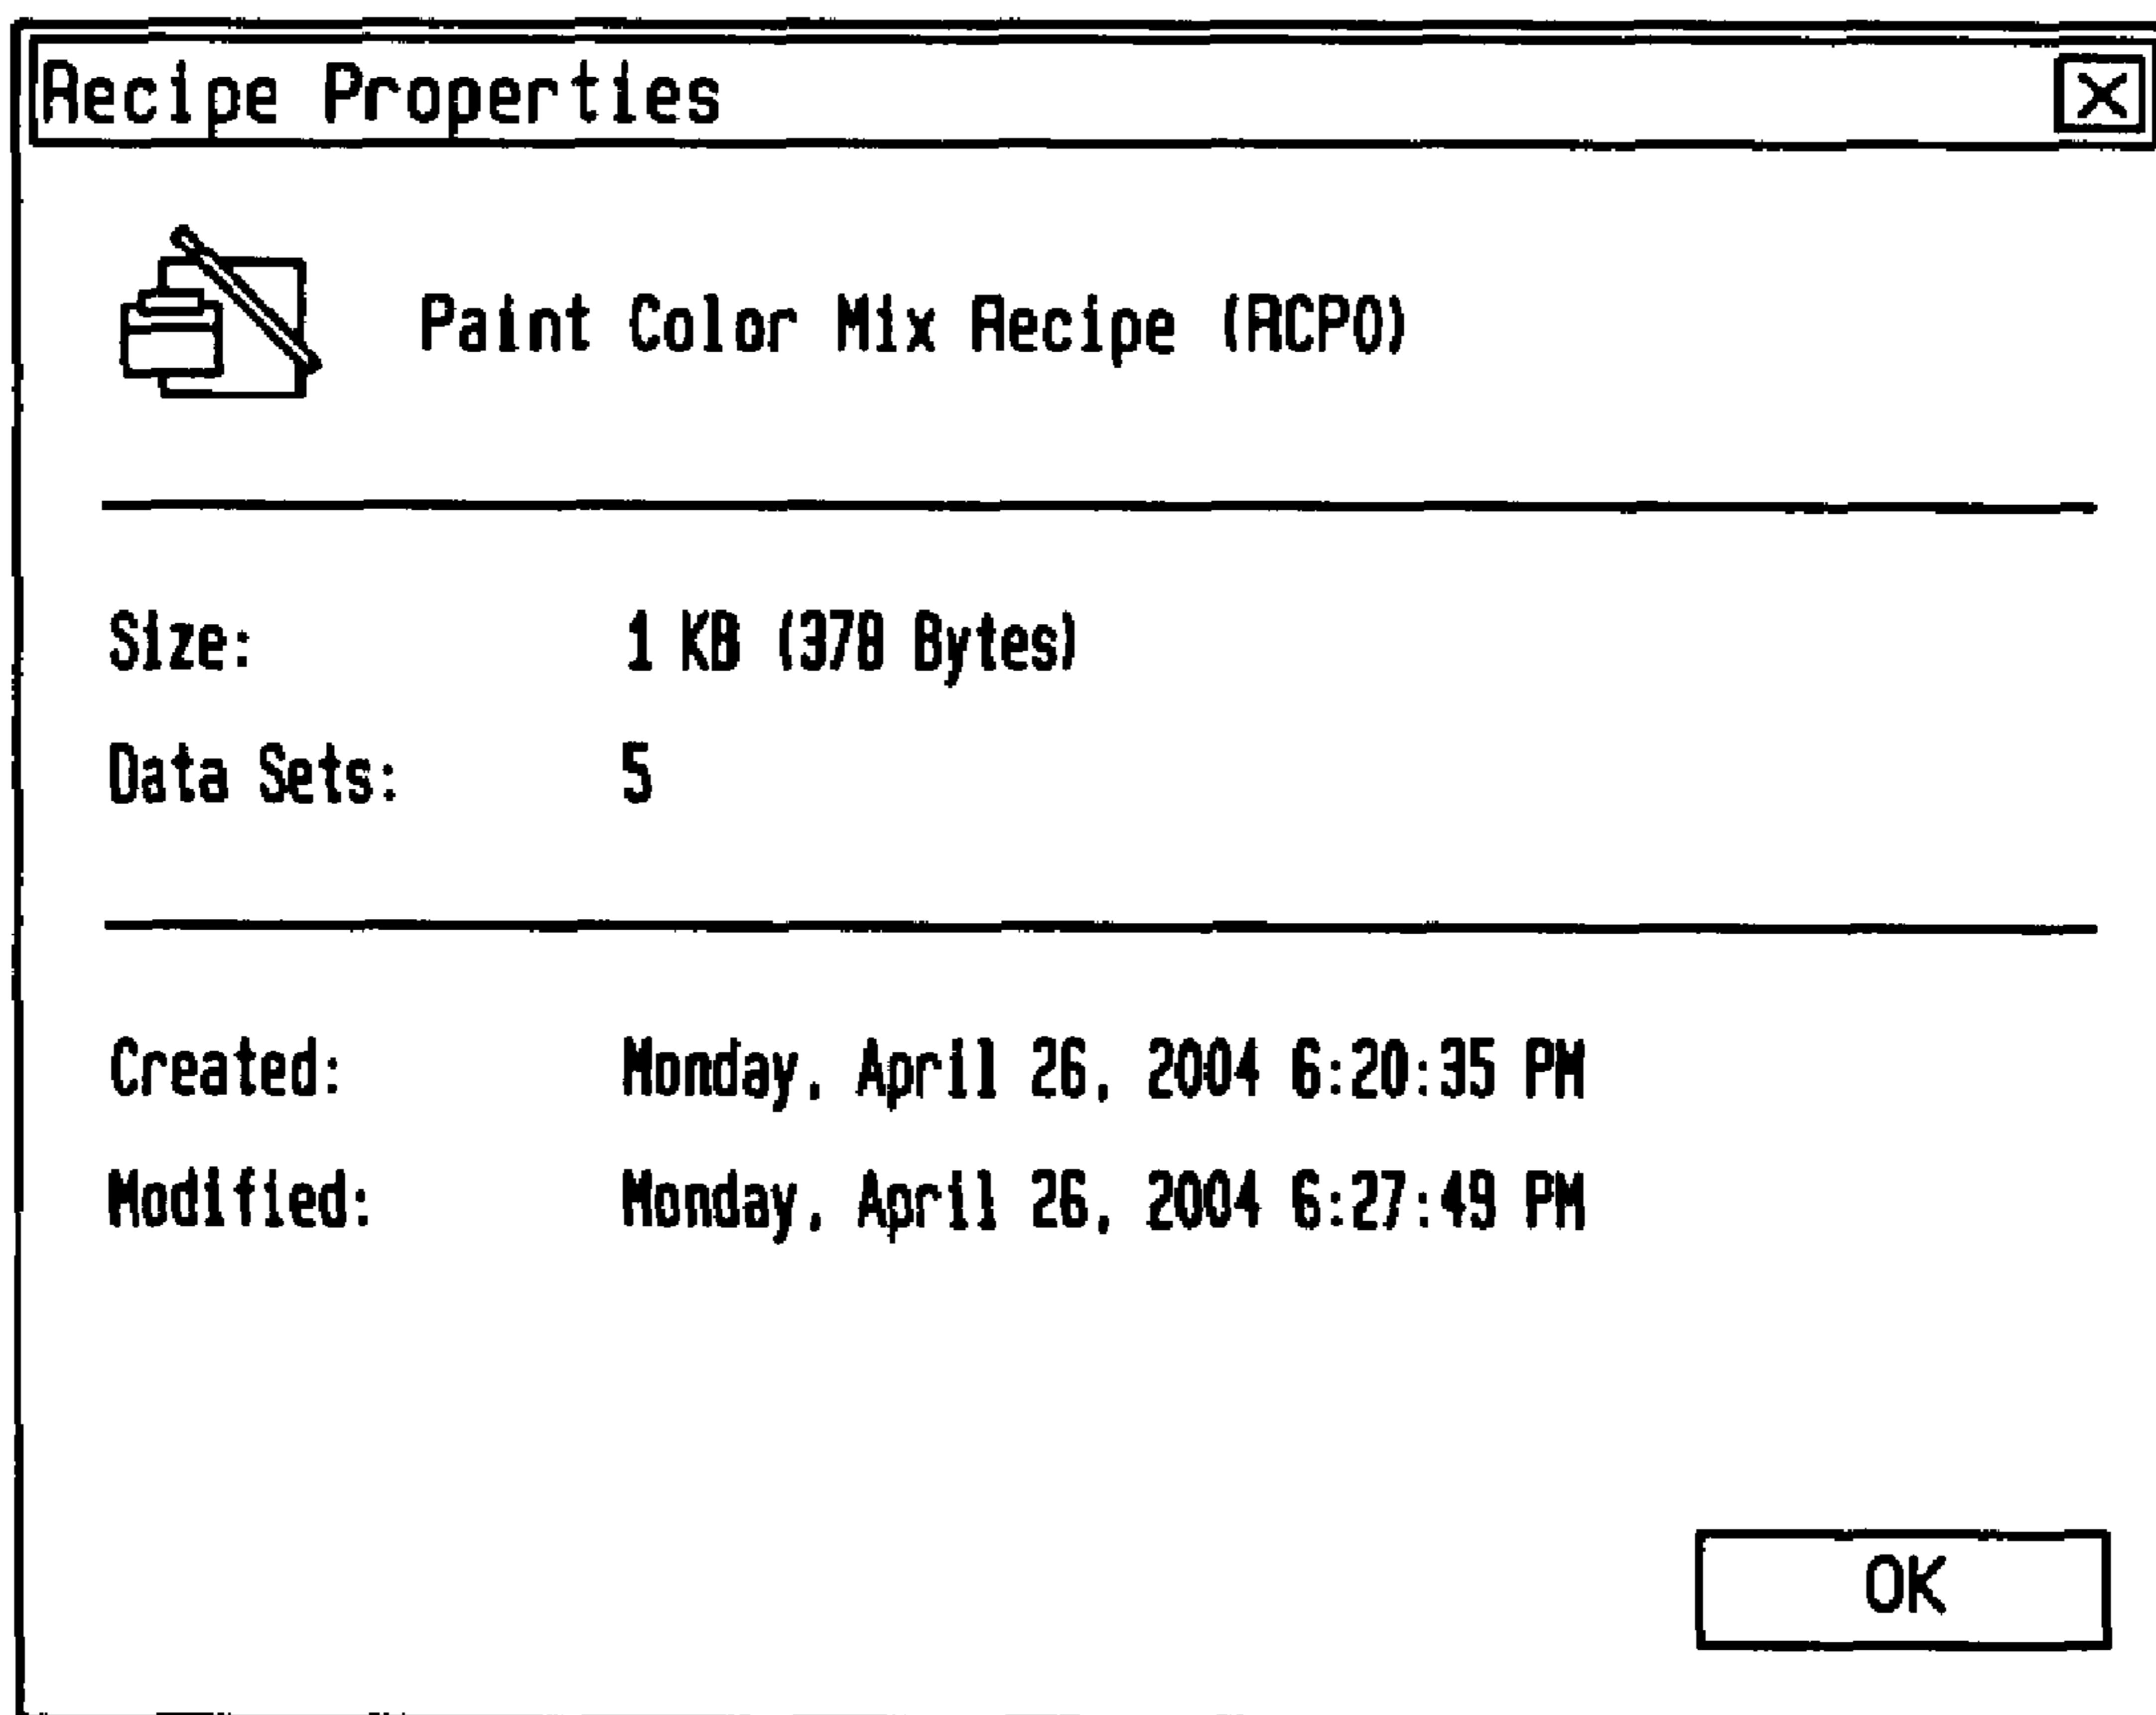 Recipe Properties
Paint Color Mix Recipe (RCP0)
Size: 1 KB (378 Bytes)
Data Sets: 5
Created: Monday, April 26, 2004 6:20:35 PM
Modified: Monday, April 26, 2004 6:27:49 PM
OK